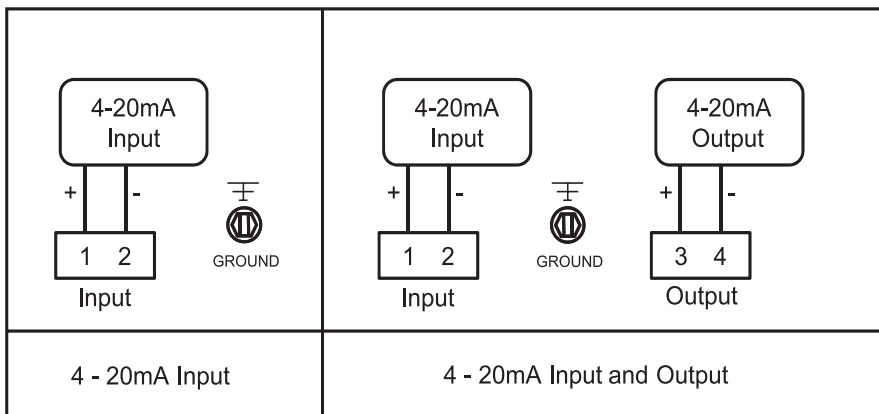 4-20mA
Input
+ -
1 2
Input
GROUND
4-20mA
Input
+ -
1 2
Input
GROUND
4-20mA
Output
+ -
3 4
Output
4 - 20mA Input
4 - 20mA Input and Output